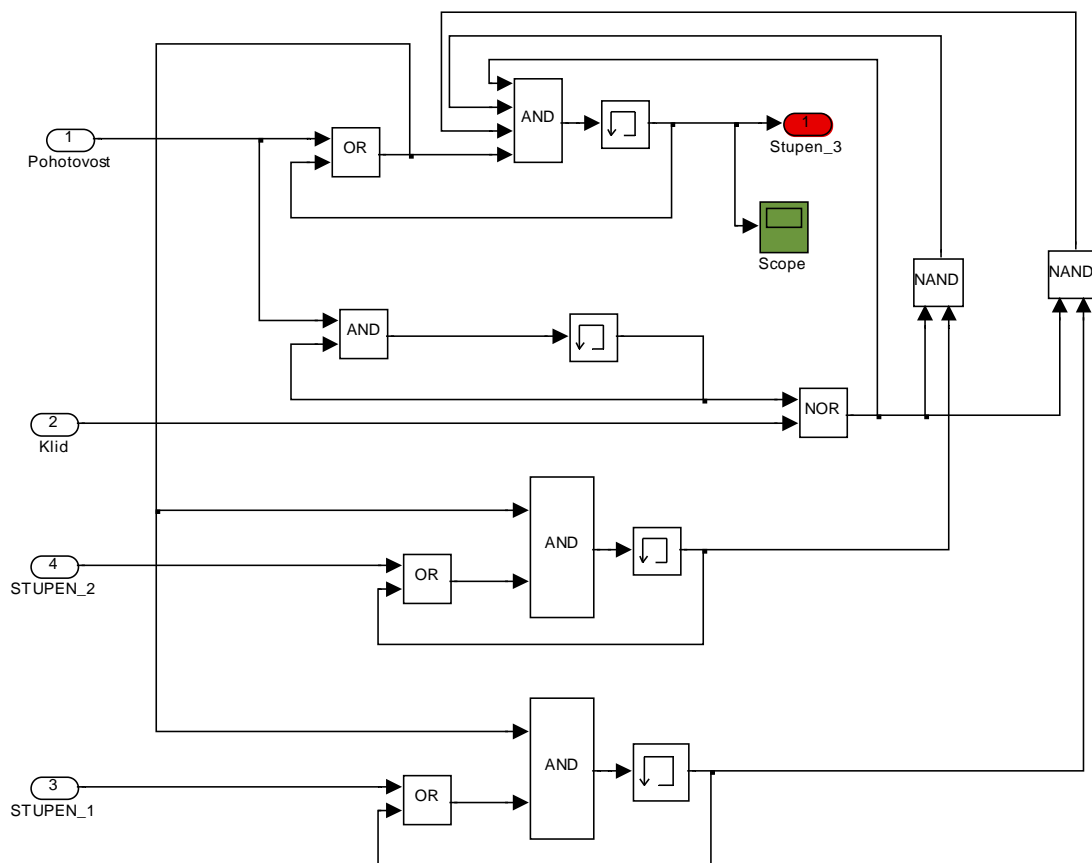 1
Pohotovost
OR
AND
1
Stupen_3
Scope
NAND
NAND
AND
NOR
2
Klid
4
STUPEN_2
OR
AND
3
STUPEN_1
OR
AND